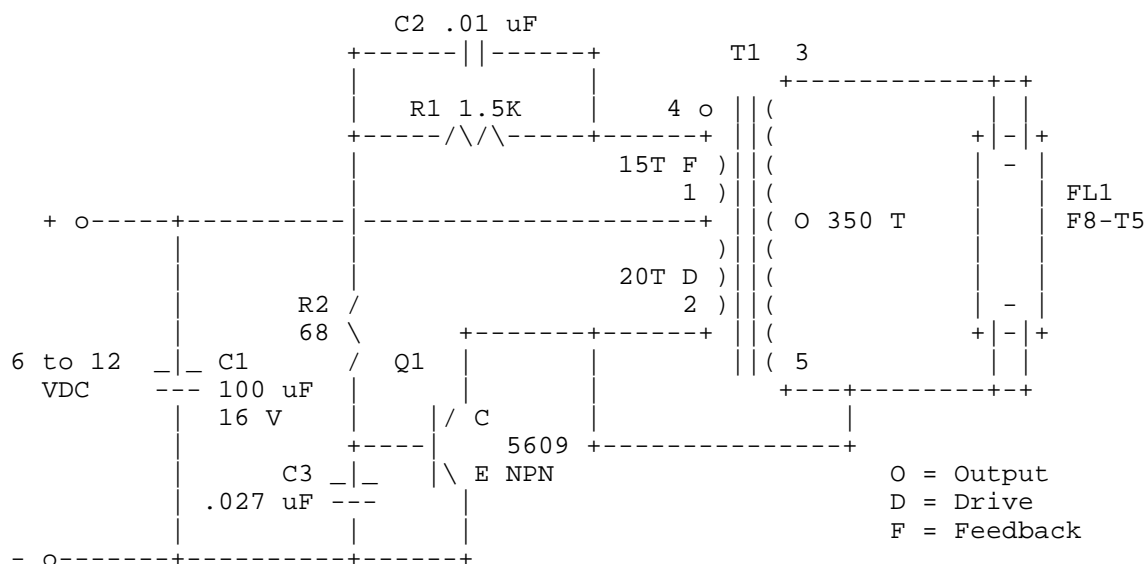 C2 .01 uF
T1 3
R1 1.5K
4 o
15T F
1
+ o
O 350 T
FL1
F8-T5
20T D
R2
2
68
6 to 12
C1
Q1
5
VDC
100 uF
16 V
C
5609
C3
E NPN
O = Output
.027 uF
D = Drive
F = Feedback
- o